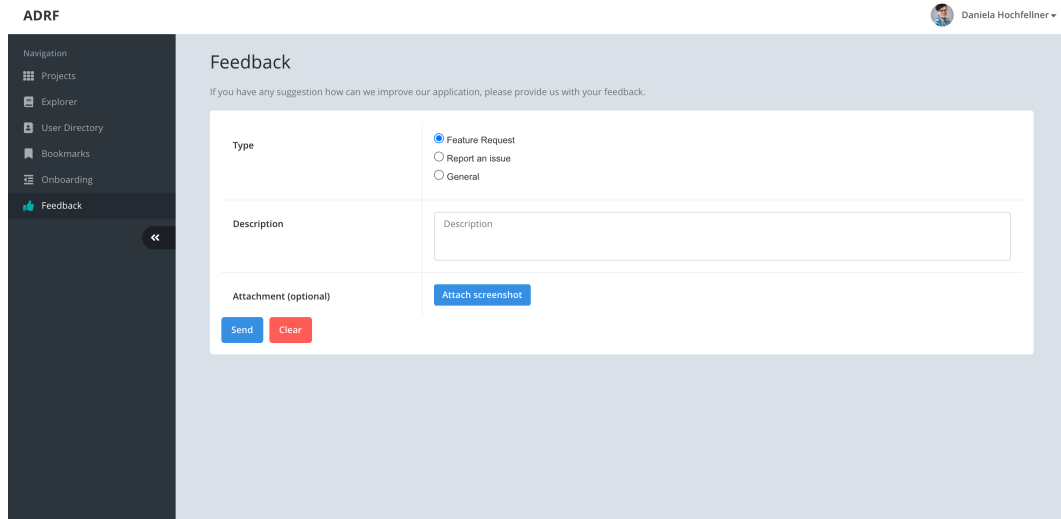 ADRF
Daniela Hochfellner
Navigation
Projects
Explorer
User Directory
Bookmarks
Onboarding
Feedback
Feedback
If you have any suggestion how can we improve our application, please provide us with your feedback.
Type
Feature Request
Report an issue
General
Description
Description
Attachment (optional)
Attach screenshot
Send
Clear